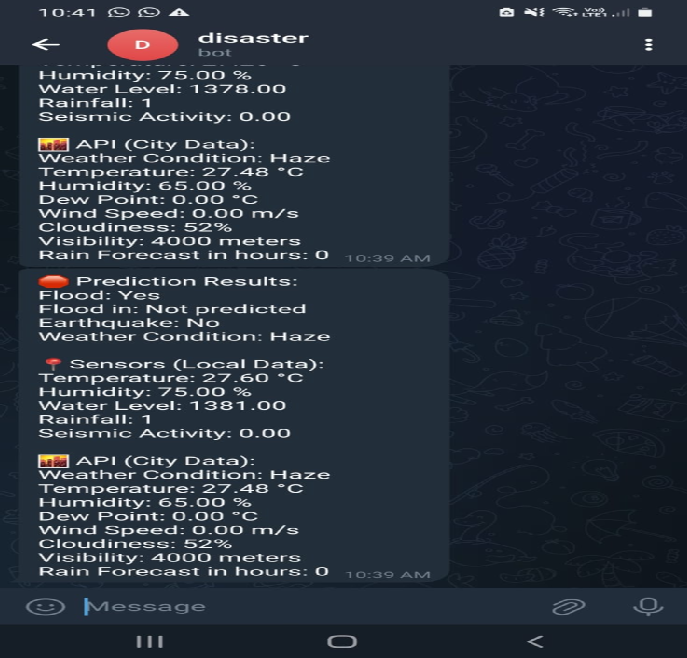 10:41
Vo)) LTE1
D
disaster
bot
Humidity: 75.00 %
Water Level: 1378.00
Rainfall: 1
Seismic Activity: 0.00
API (City Data):
Weather Condition: Haze
Temperature: 27.48 °C
Humidity: 65.00 %
Dew Point: 0.00 °C
Wind Speed: 0.00 m/s
Cloudiness: 52%
Visibility: 4000 meters
Rain Forecast in hours: 0 10:39 AM
Prediction Results:
Flood: Yes
Flood in: Not predicted
Earthquake: No
Weather Condition: Haze
Sensors (Local Data):
Temperature: 27.60 °C
Humidity: 75.00 %
Water Level: 1381.00
Rainfall: 1
Seismic Activity: 0.00
API (City Data):
Weather Condition: Haze
Temperature: 27.48 °C
Humidity: 65.00 %
Dew Point: 0.00 °C
Wind Speed: 0.00 m/s
Cloudiness: 52%
Visibility: 4000 meters
Rain Forecast in hours: 0 10:39 AM
Message